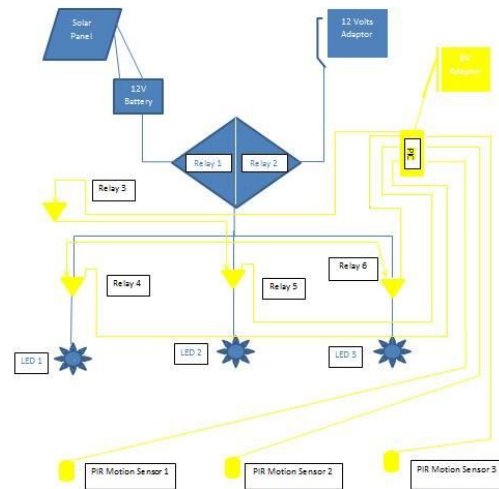 Solar
Panel
12 Volts
Adaptor
Adaptor
12V
Battery
PIC
Relay 1
Relay 2
Relay 3
Relay 6
Relay 4
Relay 5
LED 1
LED 2
LED 3
PIR Motion Sensor 1
PIR Motion Sensor 2
PIR Motion Sensor 3